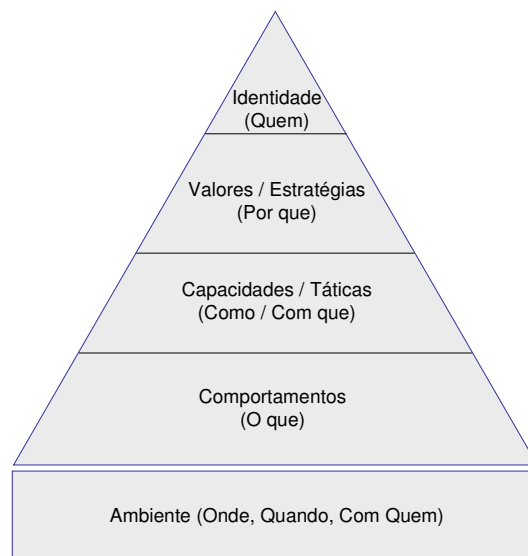 Identidade
(Quem)
Valores / Estratégias
(Por que)
Capacidades / Táticas
(Como / Com que)
Comportamentos
(O que)
Ambiente (Onde, Quando, Com Quem)